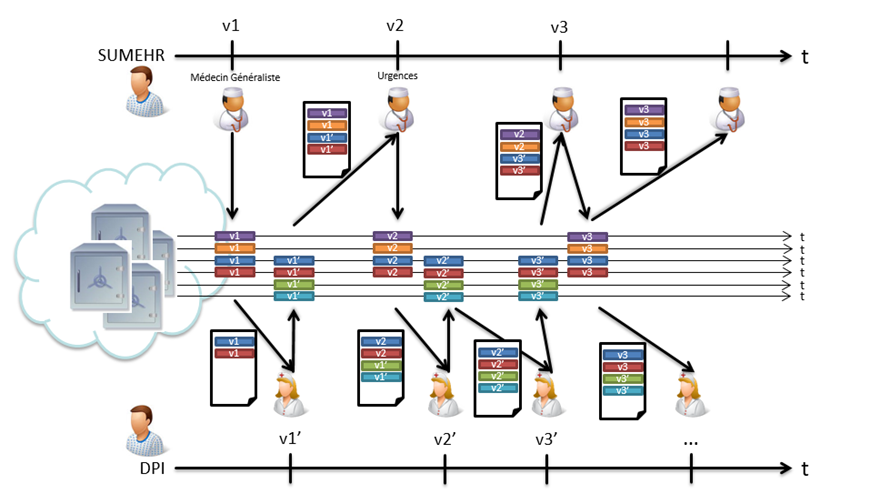 v1 v2 v3
SUMEHR t
Médecin Généraliste Urgences
v1
v1
v1'
v1'
v2
v2
v3'
v3'
v3
v3
v3
v3
v1 v2 v3 t
v1 v2 v3 t
v1 v1' v2 v2' v3' v3 t
v1 v1' v2 v2' v3' v3 t
v1' v2' v3' t
v1' v2' v3' t
v1
v1
v2
v2
v1'
v1'
v2'
v2'
v2'
v2'
v3
v3
v3'
v3'
v1' v2' v3' ...
DPI t